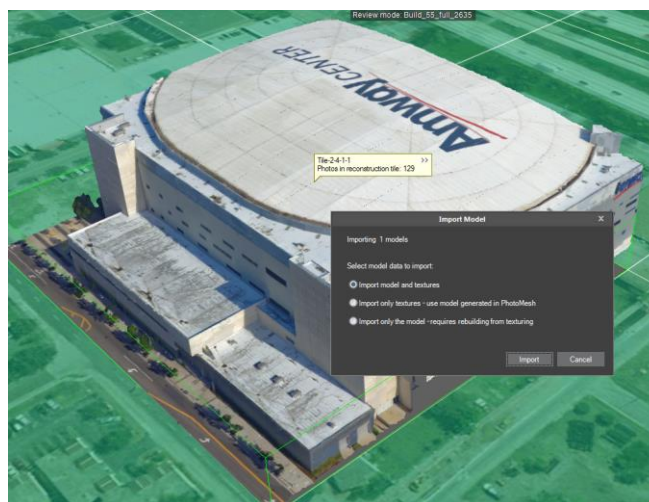 Review mode: Build_55_full_2635
Amway CENTER
Tile-2-4-1-1 >>
Photos in reconstruction tile: 129
Import Model X
Importing 1 models
Select model data to import:
Import model and textures
Import only textures - use model generated in PhotoMesh
Import only the model -requires rebuilding from texturing
Import Cancel